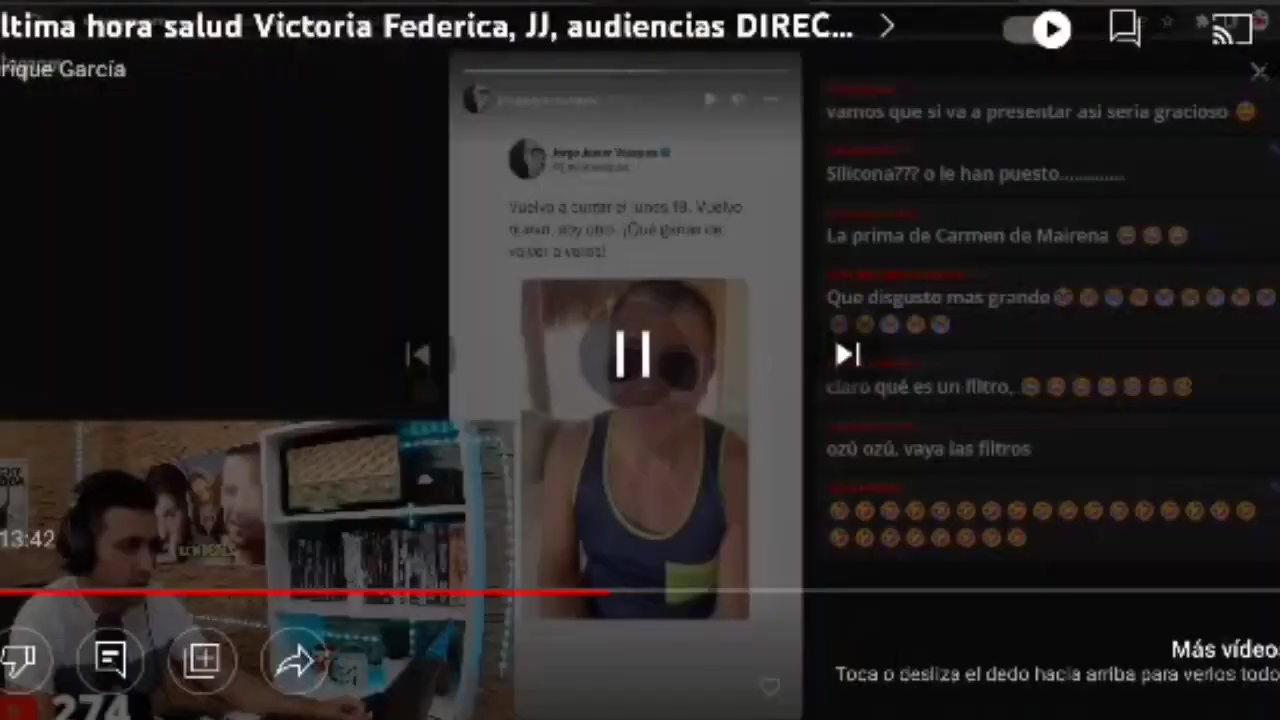 ltima hora salud Victoria Federica, JJ, audiencias DIREC...
rique García
vamos que si va a presentar asi seria gracioso
Silicona??? o le han puesto..............
La prima de Carmen de Mairena
Que disgusto mas grande
claro qué es un filtro,
ozú ozú, vaya las filtros
Jorge Javier Vázquez
Vuelvo a currar el lunes 19. Vuelvo
nuevo, soy otro. ¡Qué ganas de
volver a veros!
13:42
274
Más vídeo
Toca o desliza el dedo hacia arriba para verlos todo